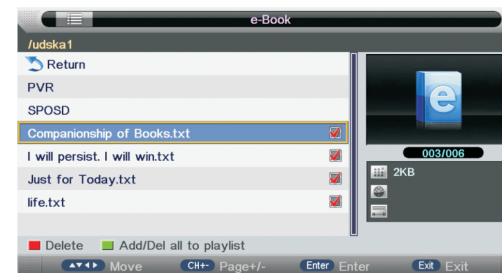 e-Book
/udska1
Return
PVR
SPOSD
Companionship of Books.txt
I will persist. I will win.txt
Just for Today.txt
life.txt
e
003/006
2KB
Delete Add/Del all to playlist
▲▼◄► Move CH+- Page+/- Enter Enter Exit Exit